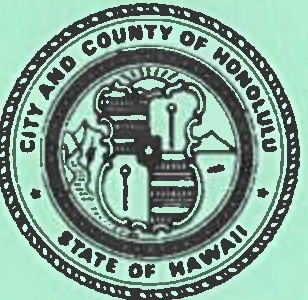 CITY AND COUNTY OF HONOLULU
STATE OF HAWAII